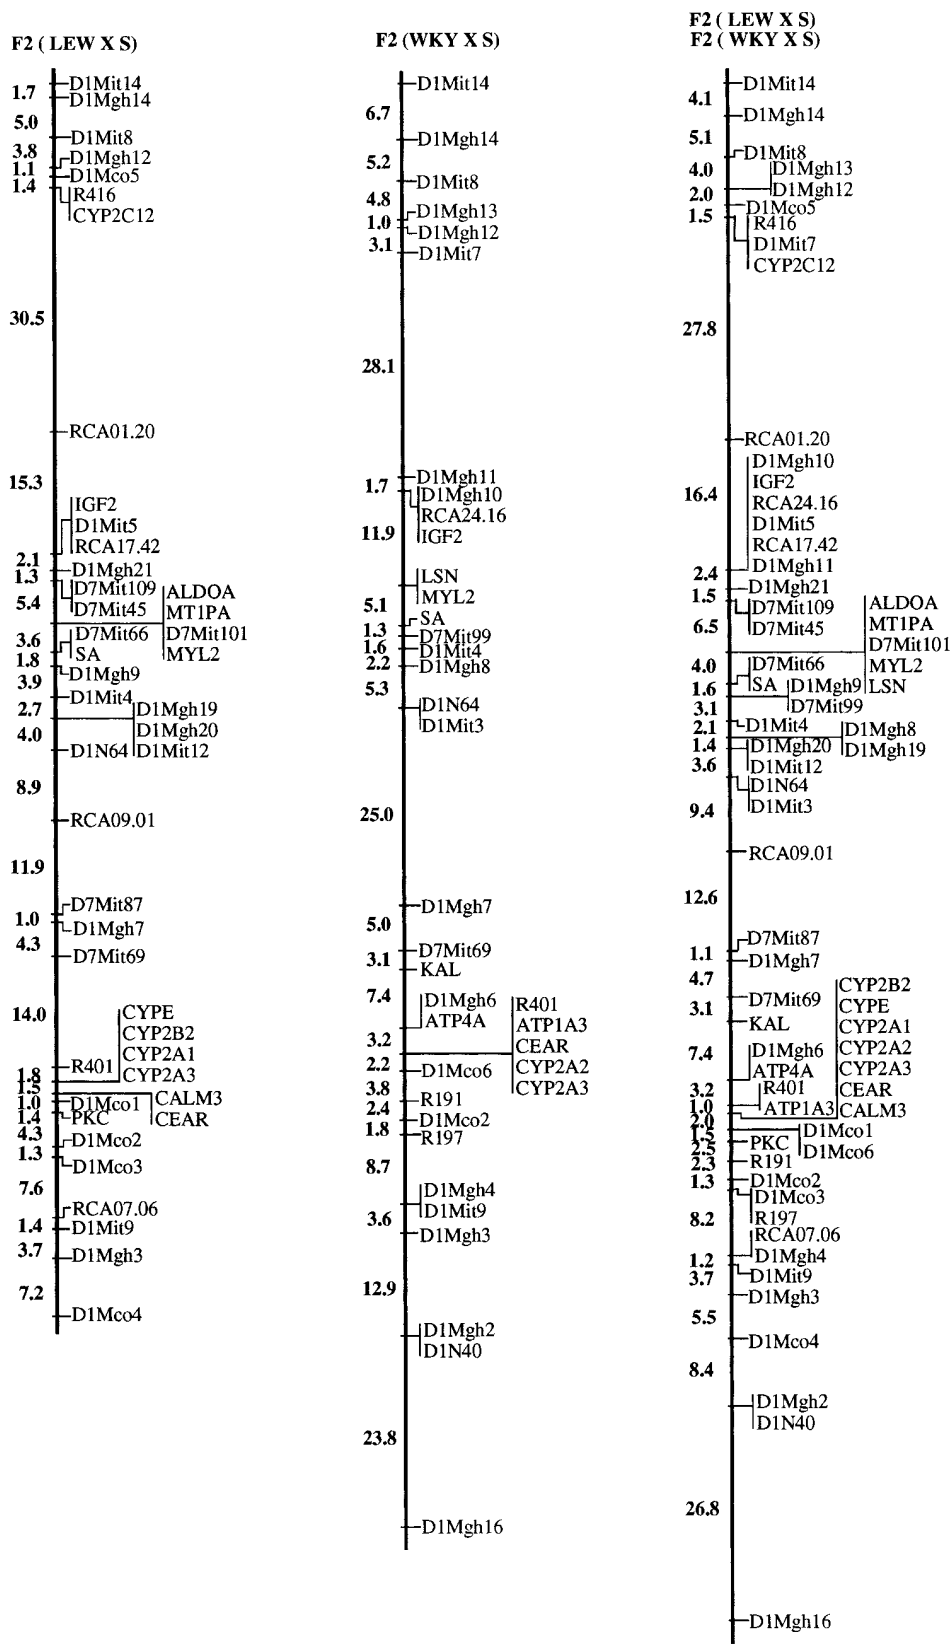 F2 ( LEW X S)
1.7
5.0
3.8
1.1
1.4
30.5
15.3
2.1
1.3
5.4
3.6
1.8
3.9
2.7
4.0
8.9
11.9
1.0
4.3
14.0
1.8
1.5
1.0
1.4
4.3
1.3
7.6
1.4
3.7
7.2
D1Mit14
D1Mgh14
D1Mit8
D1Mgh12
D1Mco5
R416
CYP2C12
RCA01.20
IGF2
D1Mit5
RCA17.42
D1Mgh21
D7Mit109
D7Mit45
ALDOA
MT1PA
D7Mit101
MYL2
D7Mit66
SA
D1Mgh9
D1Mit4
D1Mgh19
D1Mgh20
D1Mit12
D1N64
RCA09.01
D7Mit87
D1Mgh7
D7Mit69
CYPE
CYP2B2
CYP2A1
CYP2A3
R401
CALM3
CEAR
D1Mco1
PKC
D1Mco2
D1Mco3
RCA07.06
D1Mit9
D1Mgh3
D1Mco4
F2 (WKY X S)
6.7
5.2
4.8
1.0
3.1
28.1
1.7
11.9
5.1
1.3
1.6
2.2
5.3
25.0
5.0
3.1
7.4
3.2
2.2
3.8
2.4
1.8
8.7
3.6
12.9
23.8
D1Mit14
D1Mgh14
D1Mit8
D1Mgh13
D1Mgh12
D1Mit7
D1Mgh11
D1Mgh10
RCA24.16
IGF2
LSN
MYL2
SA
D7Mit99
D1Mit4
D1Mgh8
D1N64
D1Mit3
D1Mgh7
D7Mit69
KAL
D1Mgh6
ATP4A
R401
ATP1A3
CEAR
CYP2A2
CYP2A3
D1Mco6
R191
D1Mco2
R197
D1Mgh4
D1Mit9
D1Mgh3
D1Mgh2
D1N40
D1Mgh16
F2 ( LEW X S)
F2 (WKY X S)
4.1
5.1
4.0
2.0
1.5
27.8
16.4
2.4
1.5
6.5
4.0
1.6
3.1
2.1
1.4
3.6
9.4
12.6
1.1
4.7
3.1
7.4
3.2
1.0
2.0
1.5
2.5
2.3
1.3
8.2
1.2
3.7
5.5
8.4
26.8
D1Mit14
D1Mgh14
D1Mit8
D1Mgh13
D1Mgh12
D1Mco5
R416
D1Mit7
CYP2C12
RCA01.20
D1Mgh10
IGF2
RCA24.16
D1Mit5
RCA17.42
D1Mgh11
D1Mgh21
D7Mit109
D7Mit45
ALDOA
MT1PA
D7Mit101
MYL2
LSN
D7Mit66
SA
D1Mgh9
D7Mit99
D1Mit4
D1Mgh8
D1Mgh19
D1Mgh20
D1Mit12
D1N64
D1Mit3
RCA09.01
D7Mit87
D1Mgh7
D7Mit69
KAL
CYP2B2
CYPE
CYP2A1
CYP2A2
CYP2A3
CEAR
CALM3
D1Mgh6
ATP4A
R401
ATP1A3
D1Mco1
D1Mco6
PKC
R191
D1Mco2
D1Mco3
R197
RCA07.06
D1Mgh4
D1Mit9
D1Mgh3
D1Mco4
D1Mgh2
D1N40
D1Mgh16